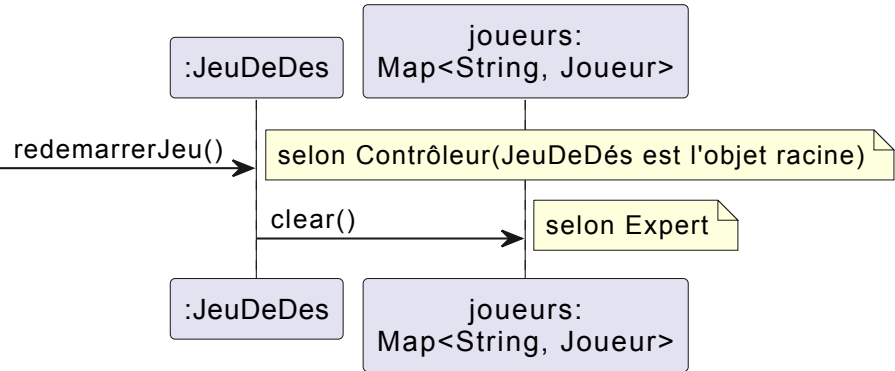 joueurs:
:JeuDeDes
Map<String, Joueur>
redemarrerJeu()
selon Contrôleur(JeuDeDés est l'objet racine)
clear()
selon Expert
:JeuDeDes
joueurs:
Map<String, Joueur>